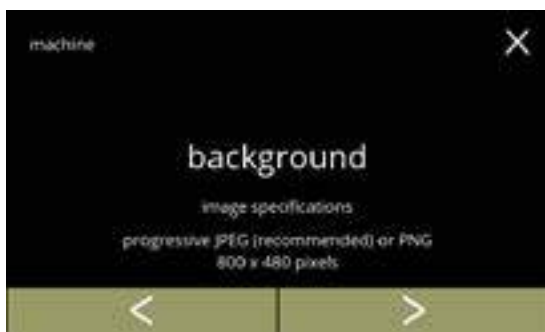 machine
X
background
image specifications
progressive JPEG (recommended) or PNG
800 x 480 pixels
< >